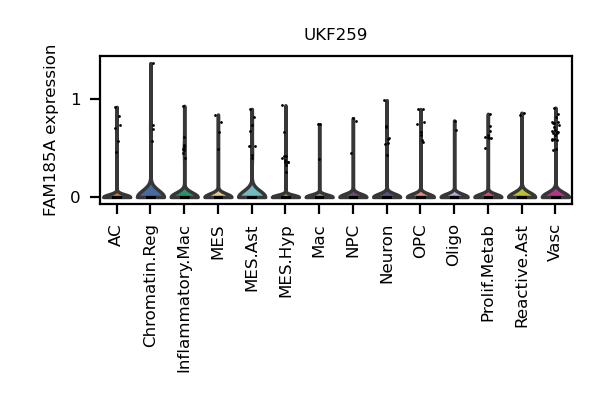 UKF259
FAM185A expression
1
0
AC
Chromatin.Reg
Inflammatory.Mac
MES
MES.Ast
MES.Hyp
Mac
NPC
Neuron
OPC
Oligo
Prolif.Metab
Reactive.Ast
Vasc